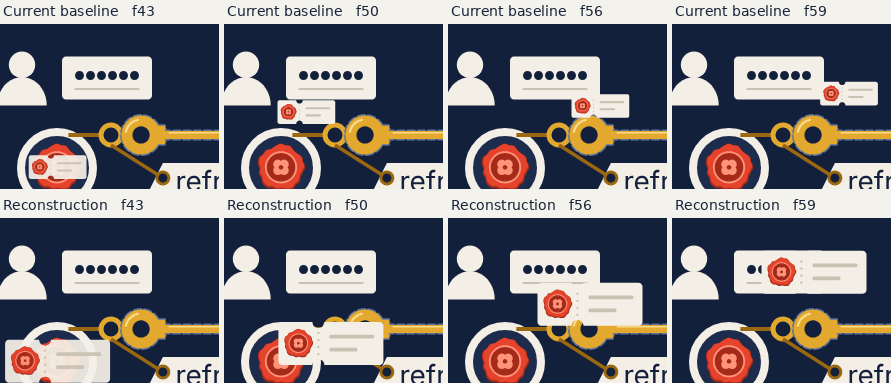 Current baseline f43
Current baseline f50
Current baseline f56
Current baseline f59
refr
refr
refr
refr
Reconstruction f43
Reconstruction f50
Reconstruction f56
Reconstruction f59
refr
refr
refr
refr